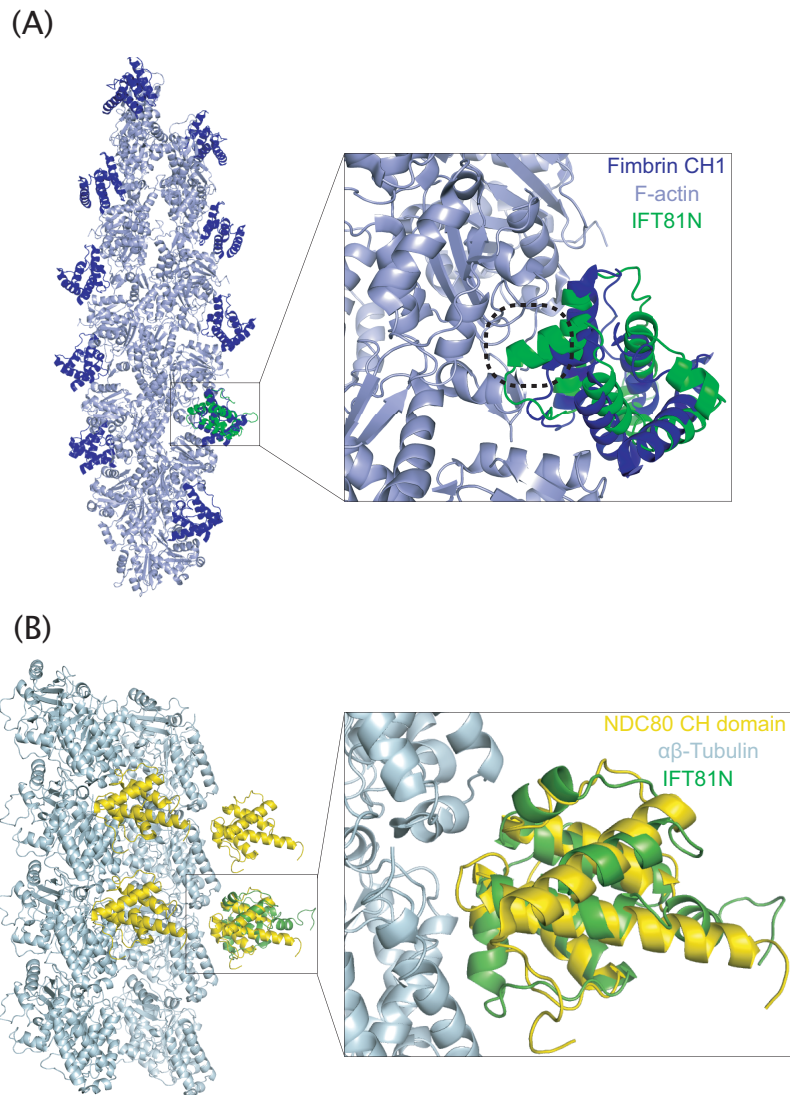 (A)
Fimbrin CH1
F-actin
IFT81N
(B)
NDC80 CH domain
αβ-Tubulin
IFT81N